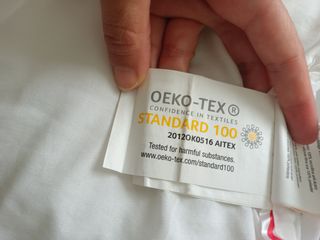 OEKO-TEX®
CONFIDENCE IN TEXTILES
STANDARD 100
2012OK0516 AITEX
Tested for harmful substances.
www.oeko-tex.com/standard100